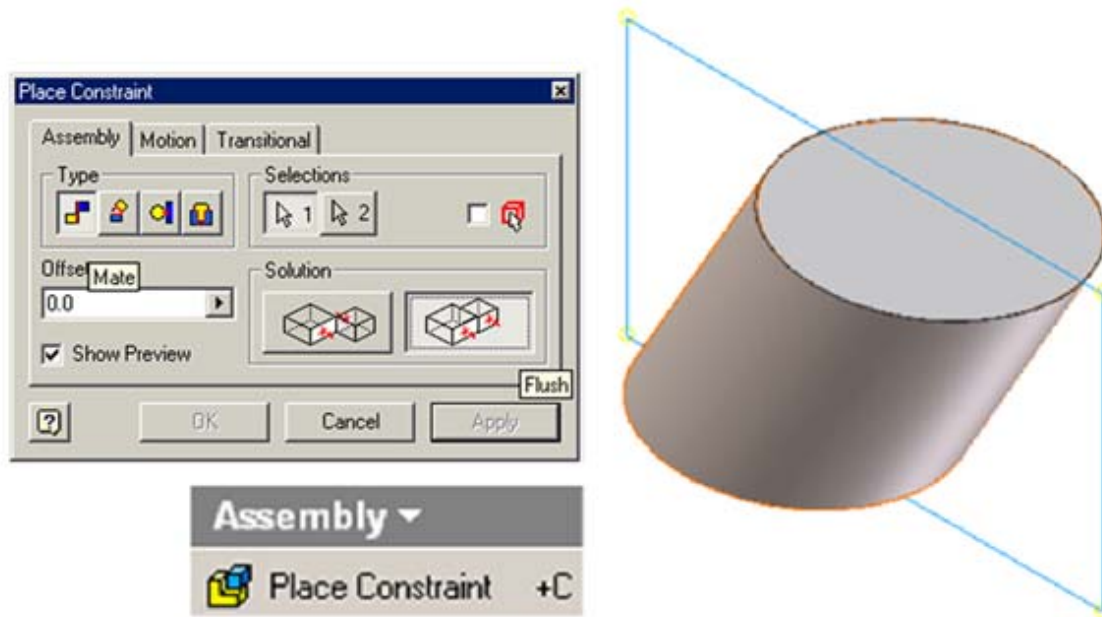 Place Constraint
Assembly Motion Transitional
Type Selections
1 2
Mate
0.0
Solution
Show Preview
Flush
? OK Cancel Apply
Assembly
Place Constraint +C